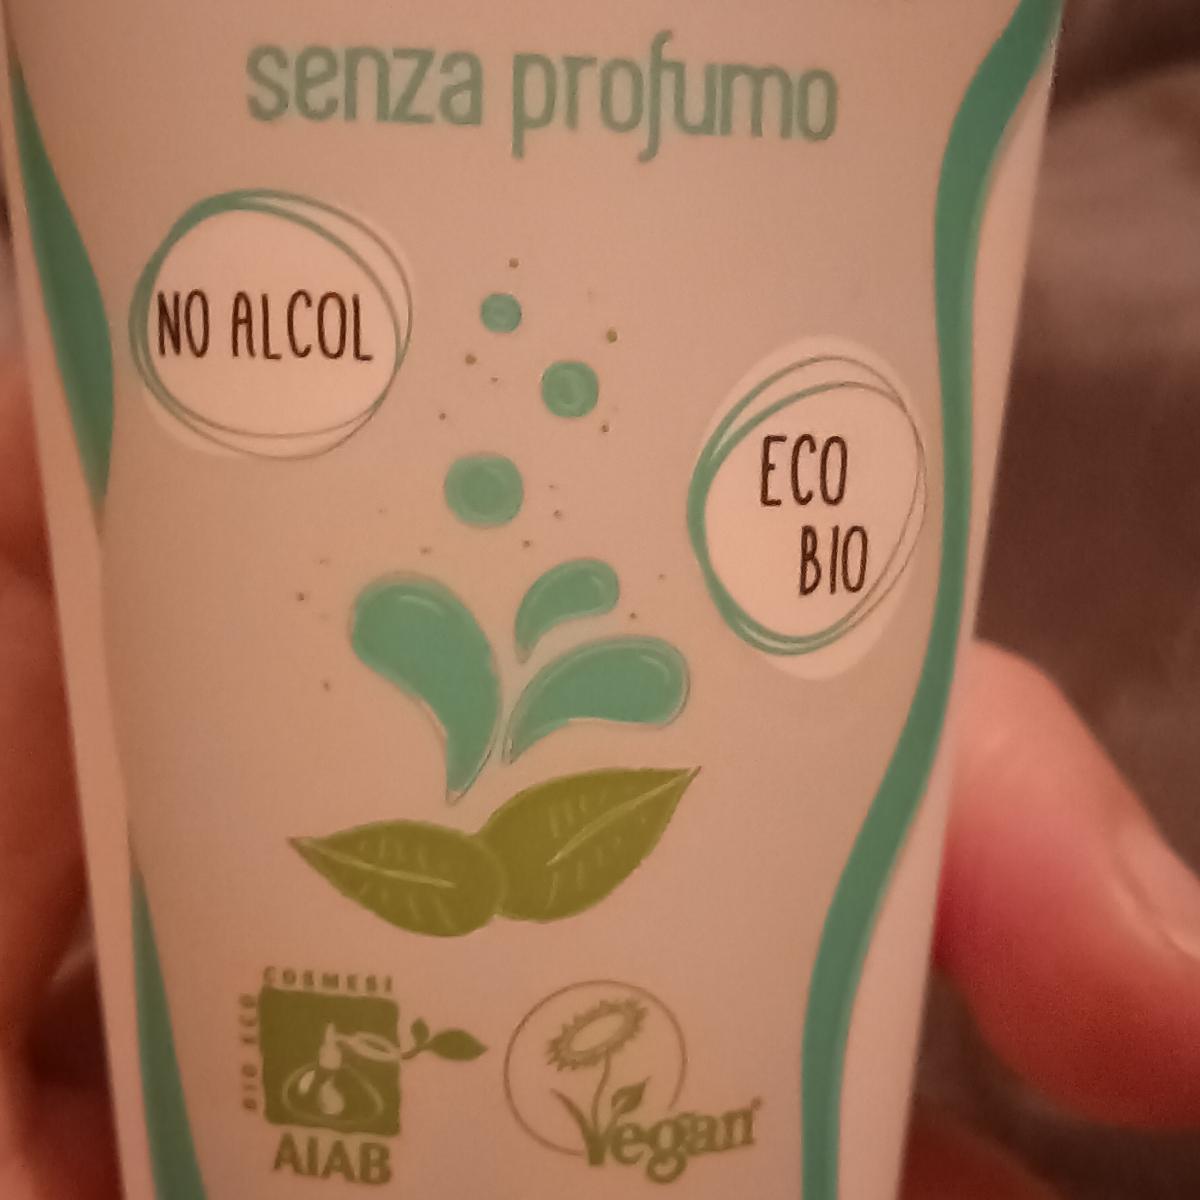 senza profumo
NO ALCOL
ECO
BIO
COSMESI
BIO ECO
AIAB
Vegan